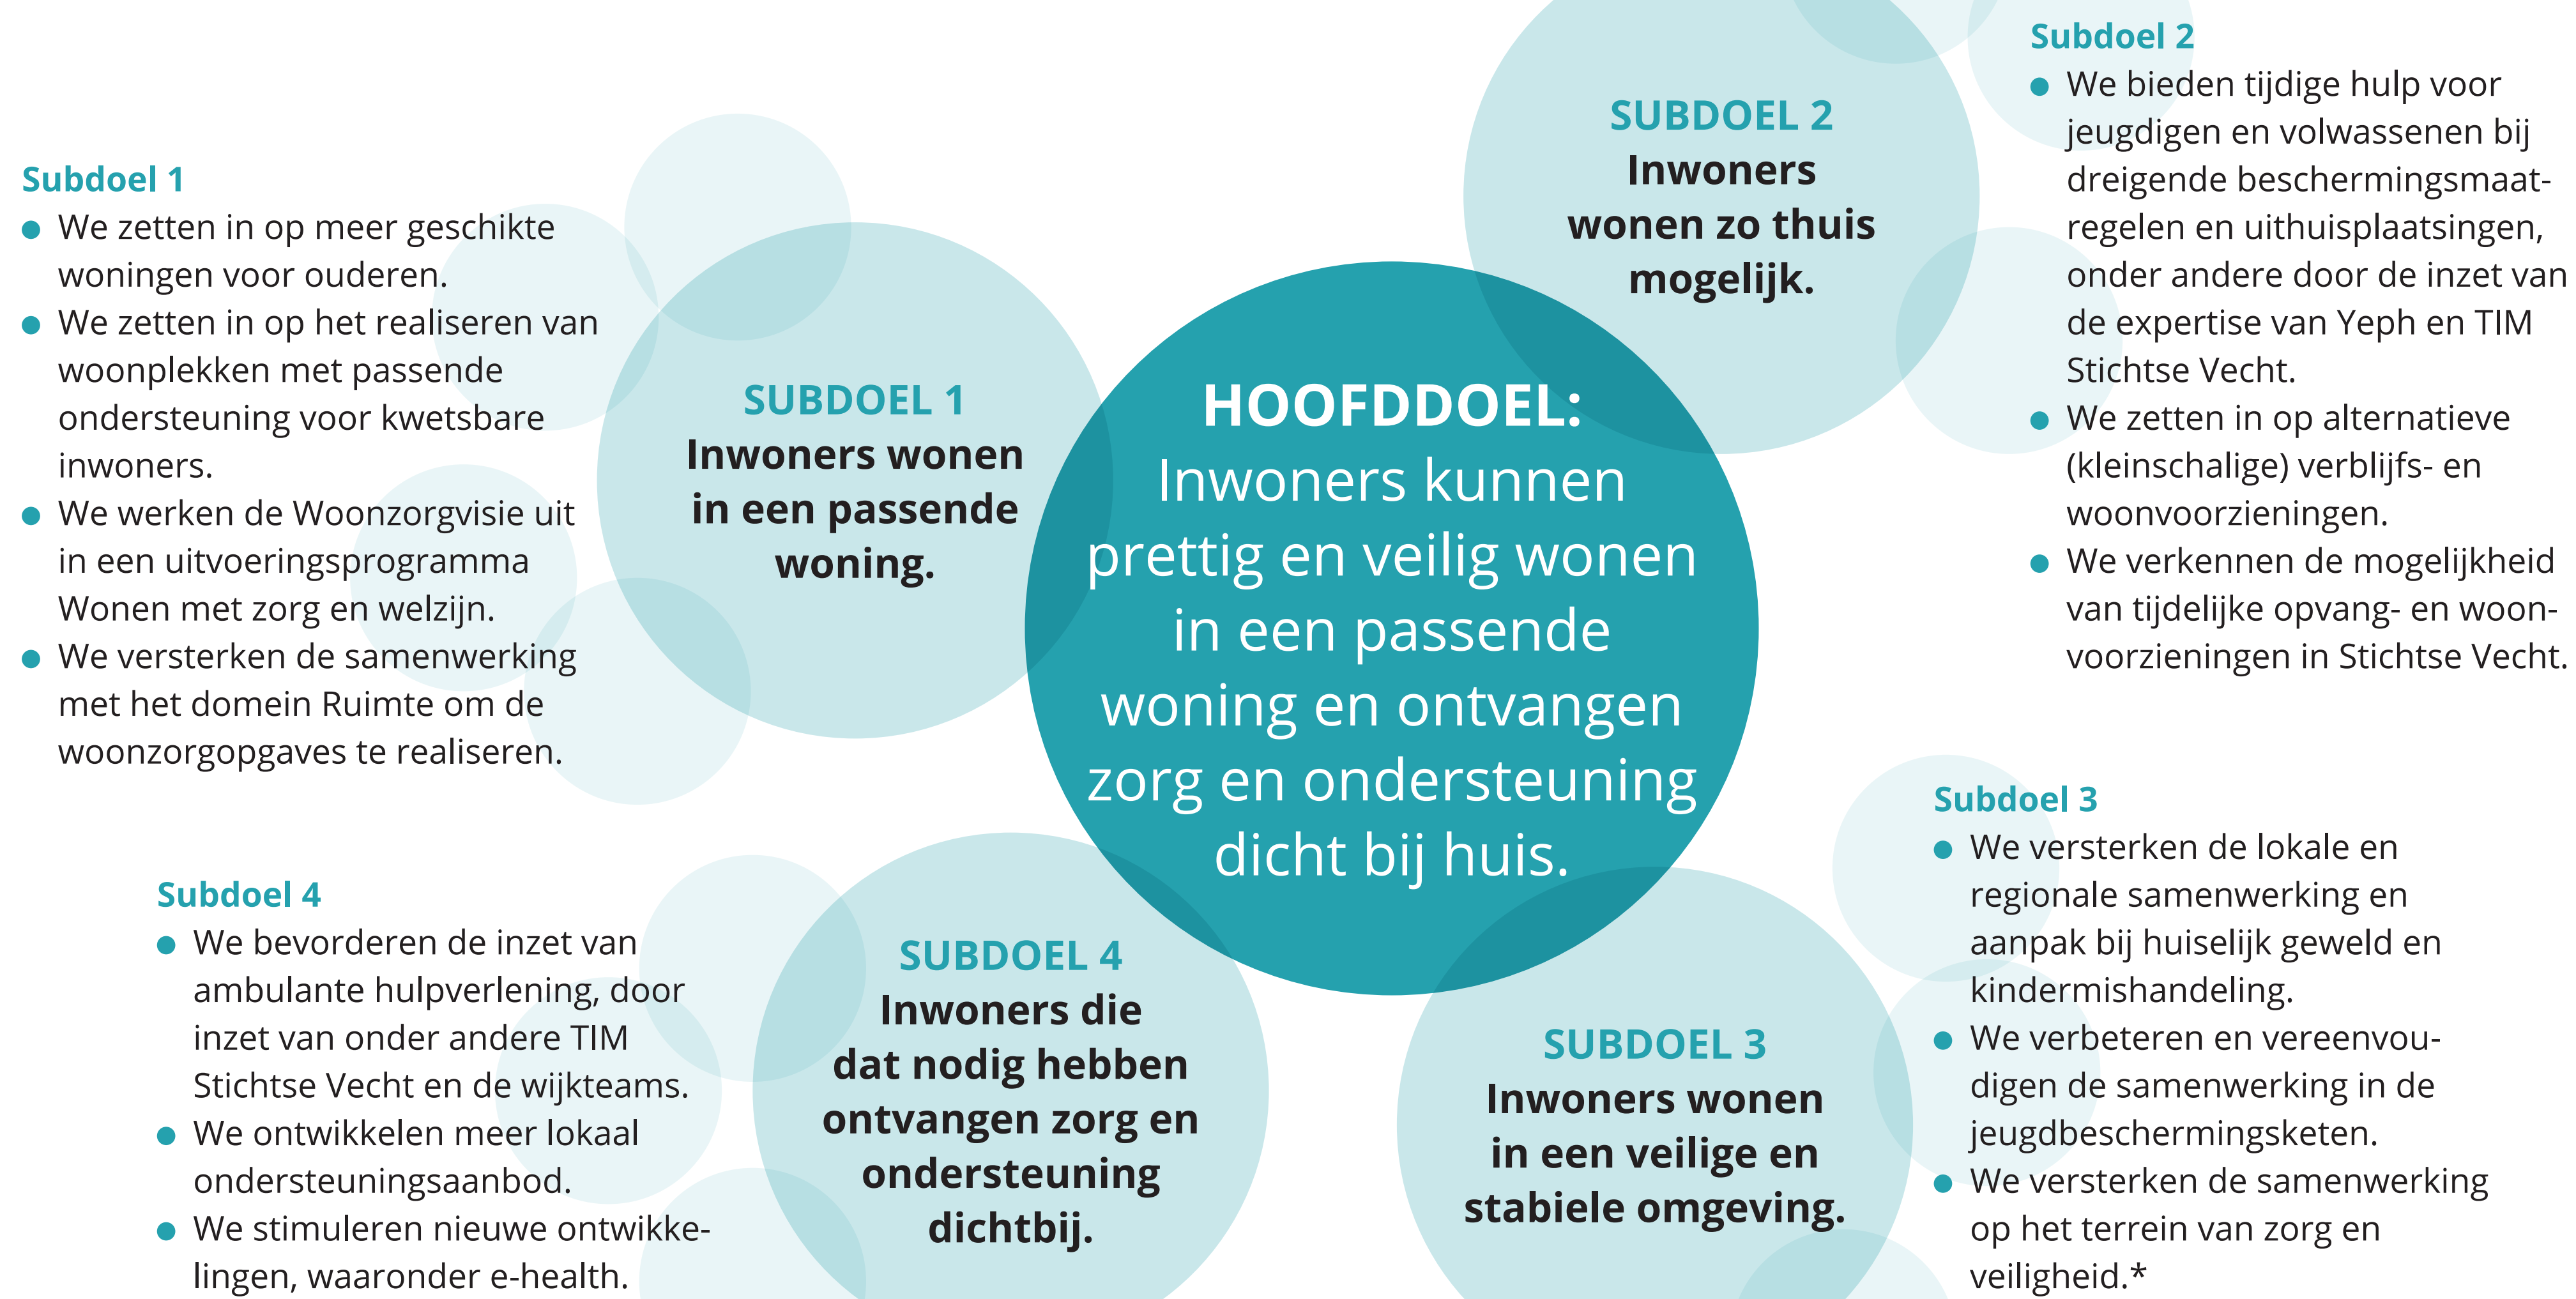 Subdoel 1
● We zetten in op meer geschikte
woningen voor ouderen.
● We zetten in op het realiseren van
woonplekken met passende
ondersteuning voor kwetsbare
inwoners.
● We werken de Woonzorgvisie uit
in een uitvoeringsprogramma
Wonen met zorg en welzijn.
● We versterken de samenwerking
met het domein Ruimte om de
woonzorgopgaves te realiseren.
SUBDOEL 1
Inwoners wonen
in een passende
woning.
HOOFDDOEL:
Inwoners kunnen
prettig en veilig wonen
in een passende
woning en ontvangen
zorg en ondersteuning
dicht bij huis.
SUBDOEL 2
Inwoners
wonen zo thuis
mogelijk.
Subdoel 2
● We bieden tijdige hulp voor
jeugdigen en volwassenen bij
dreigende beschermingsmaat-
regelen en uithuisplaatsingen,
onder andere door de inzet van
de expertise van Yeph en TIM
Stichtse Vecht.
● We zetten in op alternatieve
(kleinschalige) verblijfs- en
woonvoorzieningen.
● We verkennen de mogelijkheid
van tijdelijke opvang- en woon-
voorzieningen in Stichtse Vecht.
Subdoel 4
● We bevorderen de inzet van
ambulante hulpverlening, door
inzet van onder andere TIM
Stichtse Vecht en de wijkteams.
● We ontwikkelen meer lokaal
ondersteuningsaanbod.
● We stimuleren nieuwe ontwikke-
lingen, waaronder e-health.
SUBDOEL 4
Inwoners die
dat nodig hebben
ontvangen zorg en
ondersteuning
dichtbij.
SUBDOEL 3
Inwoners wonen
in een veilige en
stabiele omgeving.
Subdoel 3
● We versterken de lokale en
regionale samenwerking en
aanpak bij huiselijk geweld en
kindermishandeling.
● We verbeteren en vereenvou-
digen de samenwerking in de
jeugdbeschermingsketen.
● We versterken de samenwerking
op het terrein van zorg en
veiligheid.*